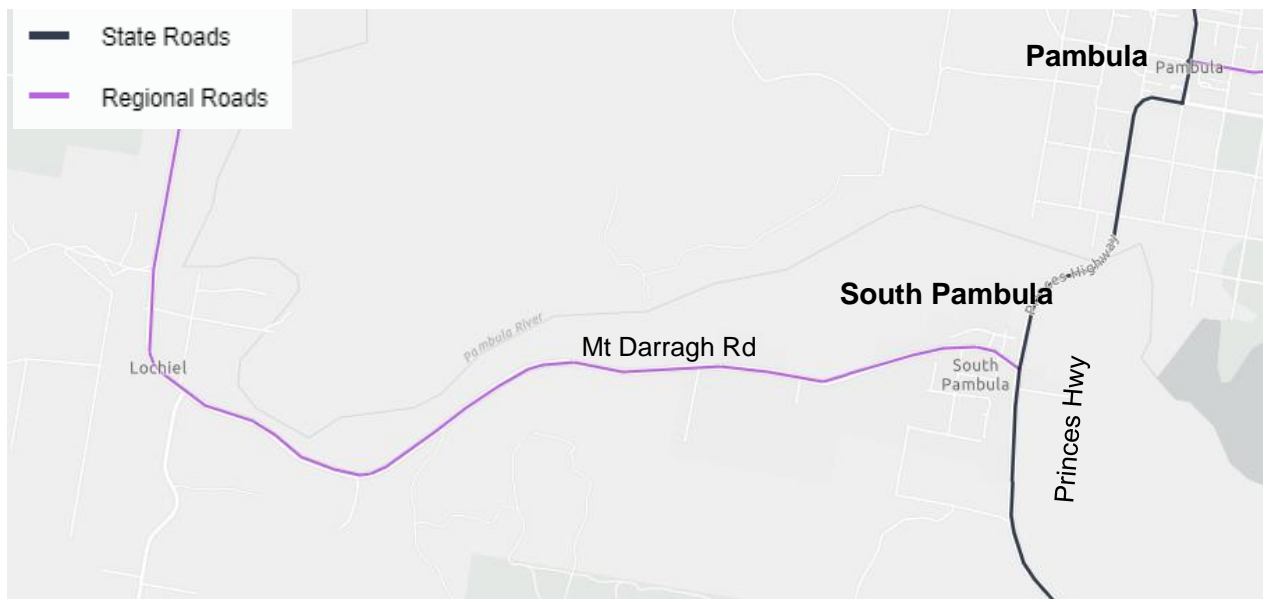 State Roads
Regional Roads
Pambula
Pambula
Princes Highway
South Pambula
Pambula River
Mt Darragh Rd
Lochiel
South
Pambula
Princes Hwy